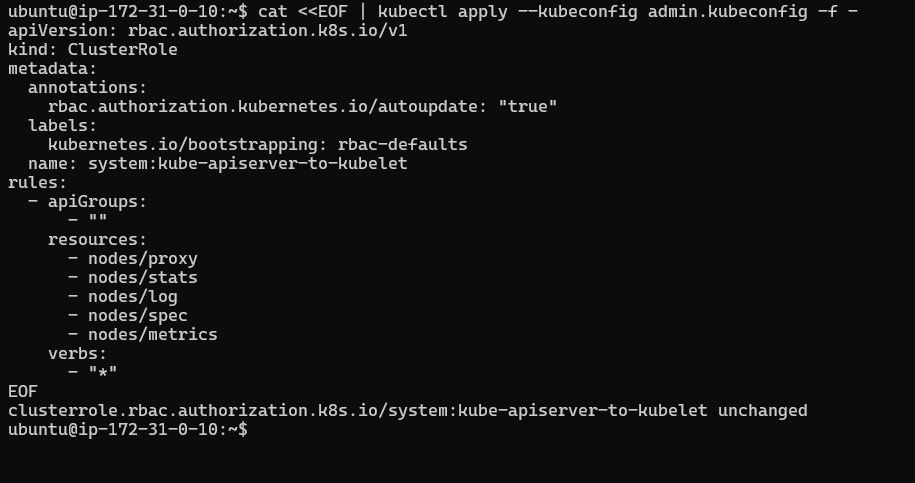 ubuntu@ip-172-31-0-10:~$ cat <<EOF | kubectl apply --kubeconfig admin.kubeconfig -f -
apiVersion: rbac.authorization.k8s.io/v1
kind: ClusterRole
metadata:
  annotations:
    rbac.authorization.kubernetes.io/autoupdate: "true"
  labels:
    kubernetes.io/bootstrapping: rbac-defaults
  name: system:kube-apiserver-to-kubelet
rules:
  - apiGroups:
      - ""
    resources:
      - nodes/proxy
      - nodes/stats
      - nodes/log
      - nodes/spec
      - nodes/metrics
    verbs:
      - "*"
EOF
clusterrole.rbac.authorization.k8s.io/system:kube-apiserver-to-kubelet unchanged
ubuntu@ip-172-31-0-10:~$